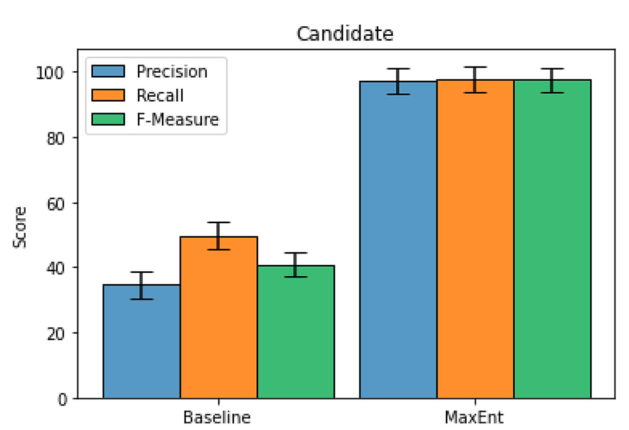 Candidate
Precision
Recall
F-Measure
Score
100
80
60
40
20
0
Baseline
MaxEnt